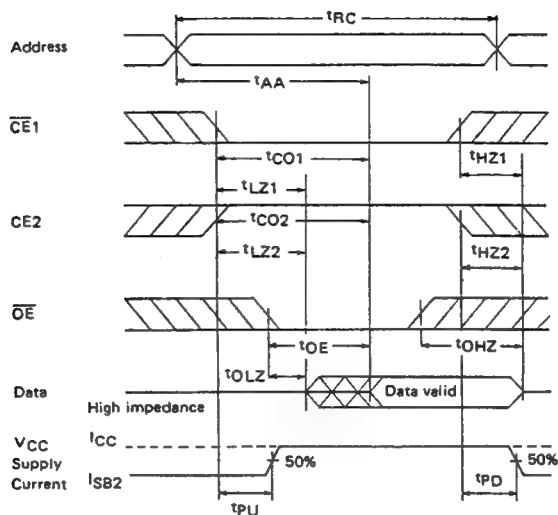 tRC
Address
tAA
CE1
tCO1
tHZ1
tLZ1
CE2
tCO2
tHZ2
tLZ2
OE
tOE
tOHZ
tOLZ
Data
Data valid
High impedance
VCC
Supply
Current
ICC
50%
50%
ISB2
tPU
tPD